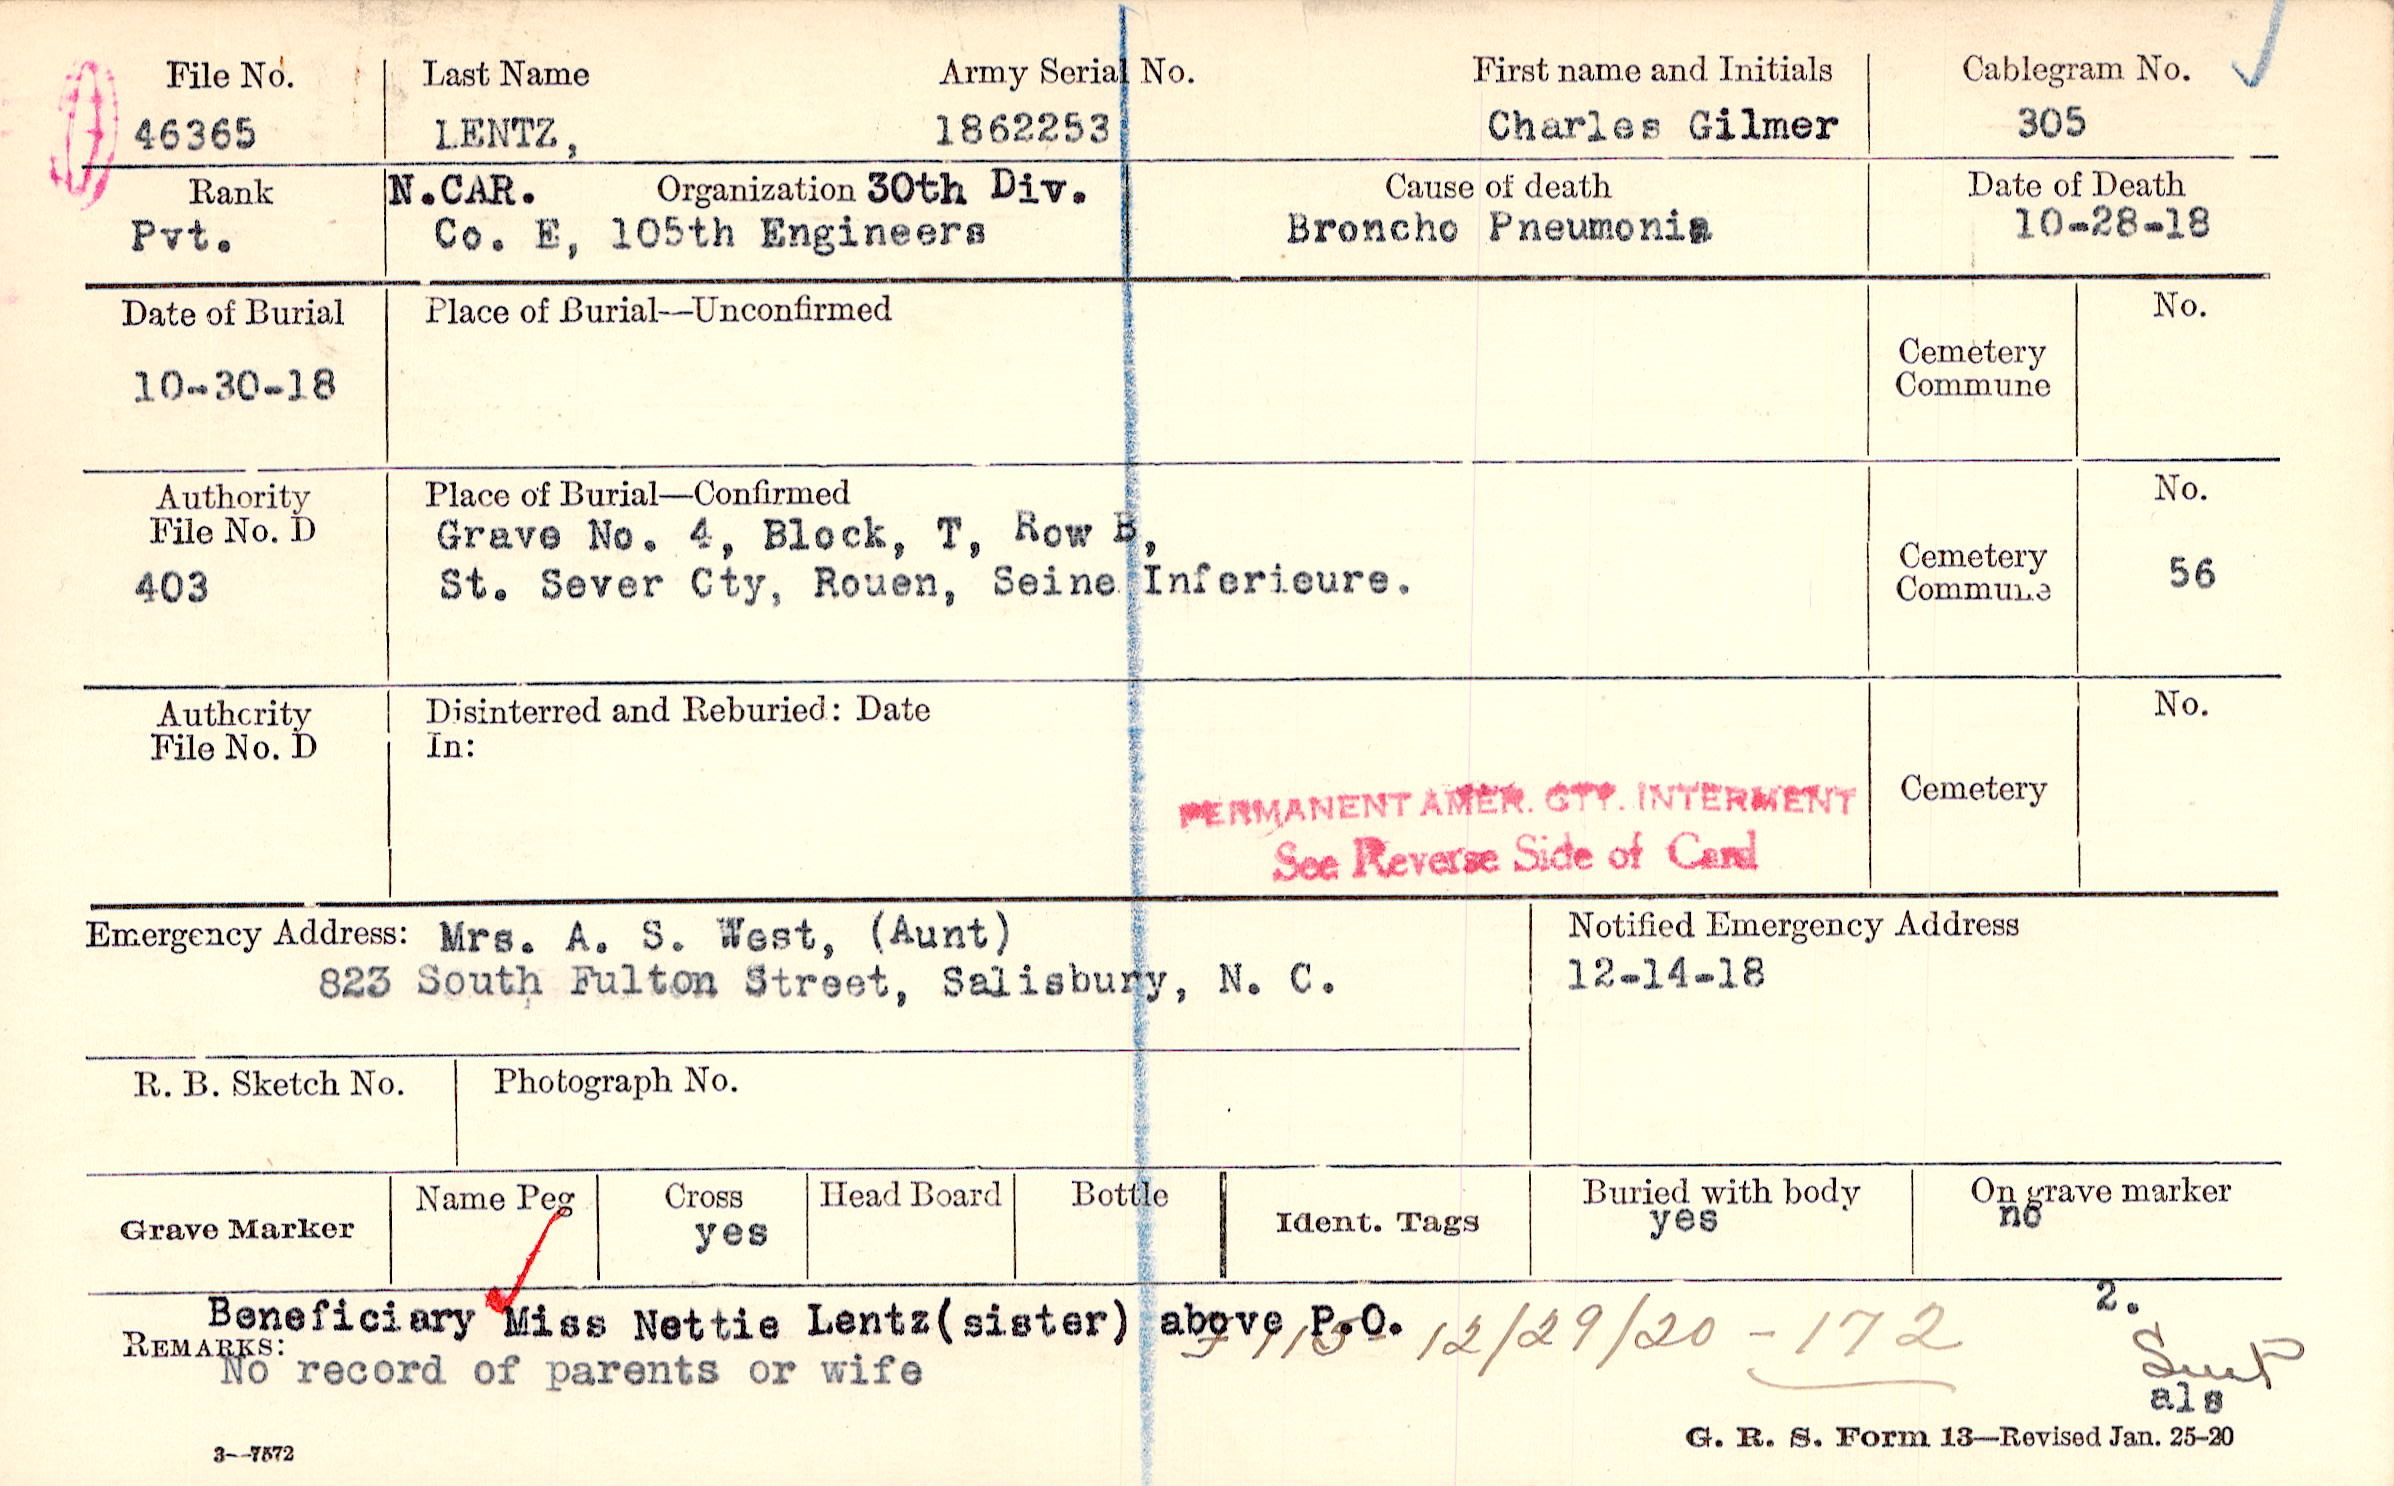 File No. Last Name Army Serial No. First name and Initials Cablegram No.
46365 LENTZ, 1862253 Charles Gilmer 305
Rank N.CAR. Organization 30th Div. Cause of death Date of Death
Pvt. Co. E, 105th Engineers Broncho Pneumonia 10-28-18
Date of Burial Place of Burial—Unconfirmed No.
Cemetery
Commune
10-30-18
Authority Place of Burial—Confirmed No.
File No. D Grave No. 4, Block, T, Row B,
403 St. Sever Cty, Rouen, Seine Inferieure. Cemetery 56
Commune
Authority Disinterred and Reburied: Date No.
File No. D In:
PERMANENT AMER. CTY. INTERMENT Cemetery
See Reverse Side of Card
Emergency Address: Mrs. A. S. West, (Aunt) Notified Emergency Address
823 South Fulton Street, Salisbury, N. C. 12-14-18
R. B. Sketch No. Photograph No.
Grave Marker Name Peg Cross Head Board Bottle Ident. Tags Buried with body On grave marker
yes yes no
2.
Beneficiary Miss Nettie Lentz(sister) above P.O. 12/29/20 - 172
REMARKS:
No record of parents or wife
als
3—7572 G. R. S. Form 13—Revised Jan. 25-20